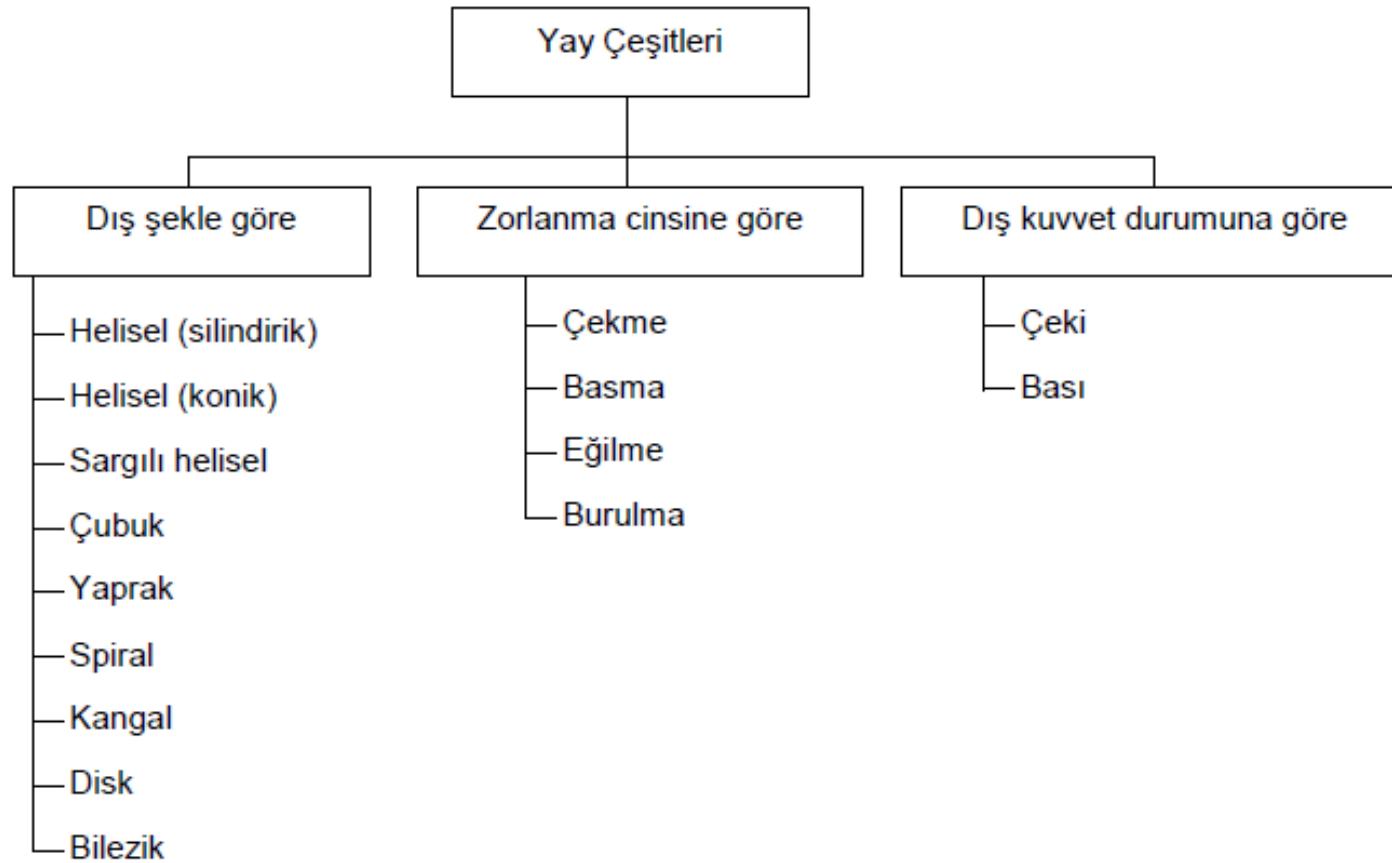 Yay Çeşitleri
Dış şekle göre
Helisel (silindirik)
Helisel (konik)
Sargılı helisel
Çubuk
Yaprak
Spiral
Kangal
Disk
Bilezik
Zorlanma cinsine göre
Çekme
Basma
Eğilme
Burulma
Dış kuvvet durumuna göre
Çeki
Bası